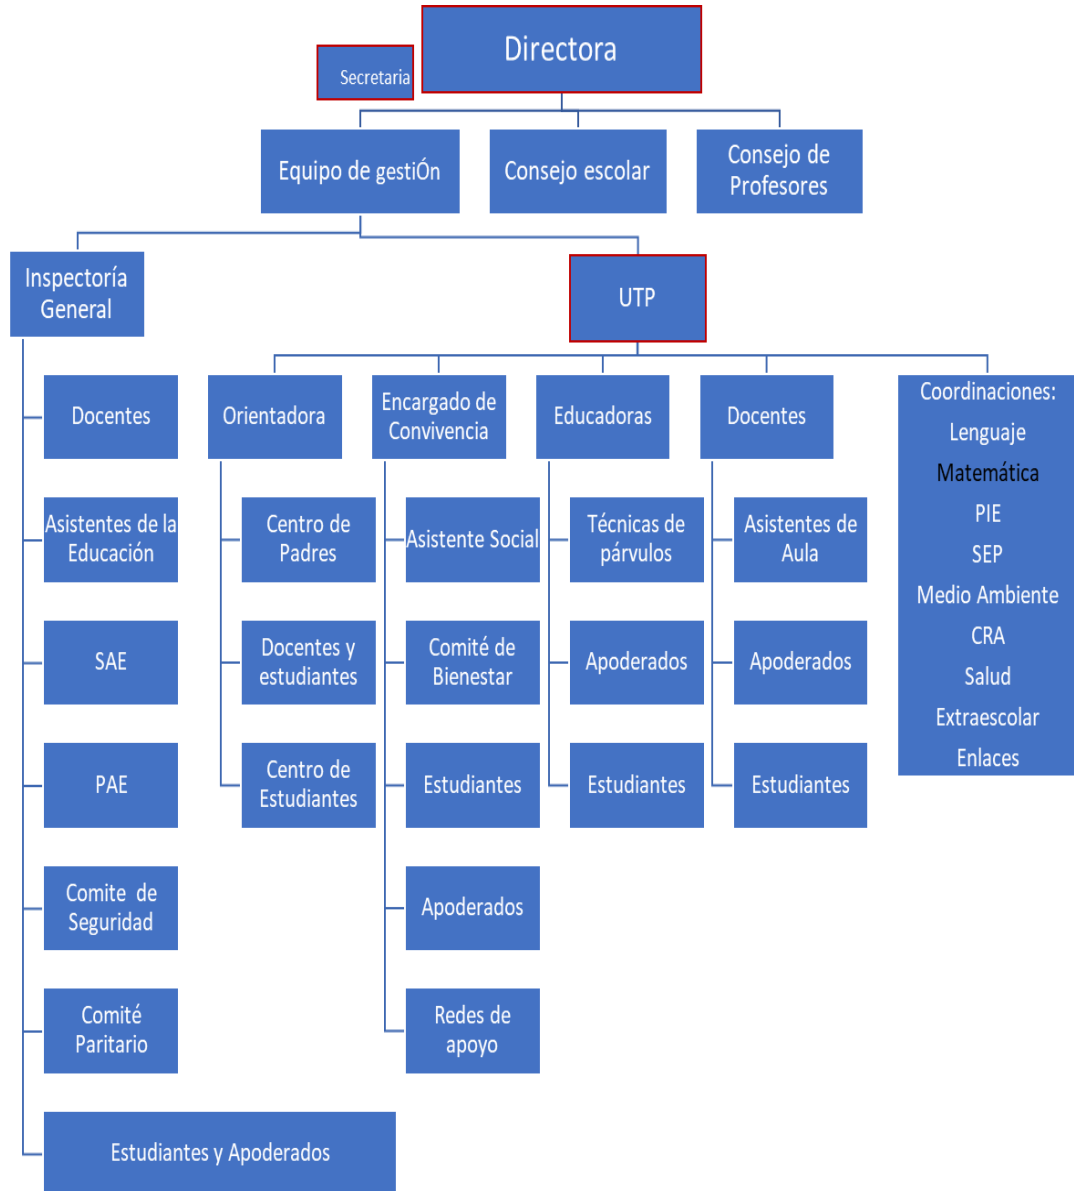 Directora
Secretaria
Equipo de gestiÓn
Consejo escolar
Consejo de
Profesores
Inspectoría
General
UTP
Docentes
Asistentes de la
Educación
SAE
PAE
Comite de
Seguridad
Comité
Paritario
Estudiantes y Apoderados
Orientadora
Centro de
Padres
Docentes y
estudiantes
Centro de
Estudiantes
Encargado de
Convivencia
Asistente Social
Comité de
Bienestar
Estudiantes
Apoderados
Redes de
apoyo
Educadoras
Técnicas de
párvulos
Apoderados
Estudiantes
Docentes
Asistentes de
Aula
Apoderados
Estudiantes
Coordinaciones:
Lenguaje
Matemática
PIE
SEP
Medio Ambiente
CRA
Salud
Extraescolar
Enlaces